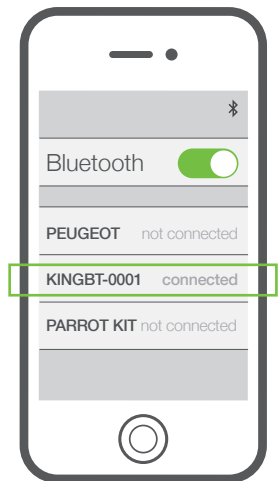 Bluetooth
PEUGEOT not connected
KINGBT-0001 connected
PARROT KIT not connected